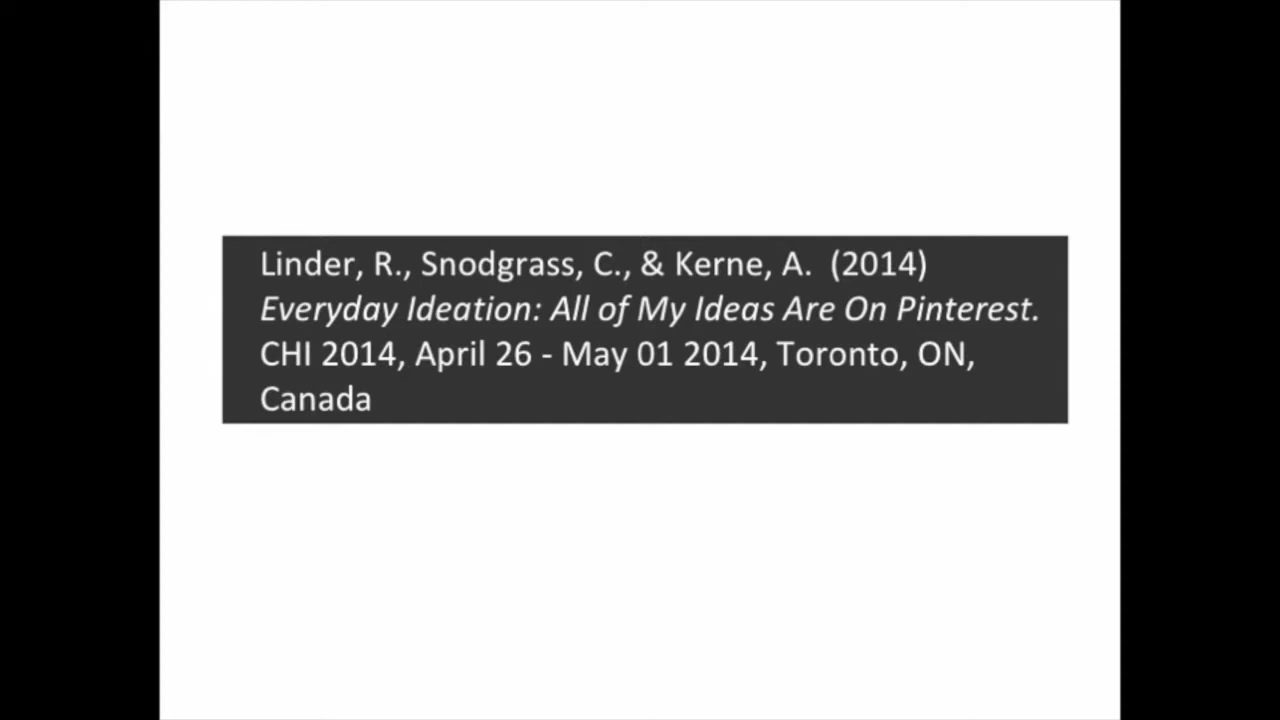 Linder, R., Snodgrass, C., & Kerne, A. (2014)
Everyday Ideation: All of My Ideas Are On Pinterest.
CHI 2014, April 26 - May 01 2014, Toronto, ON,
Canada